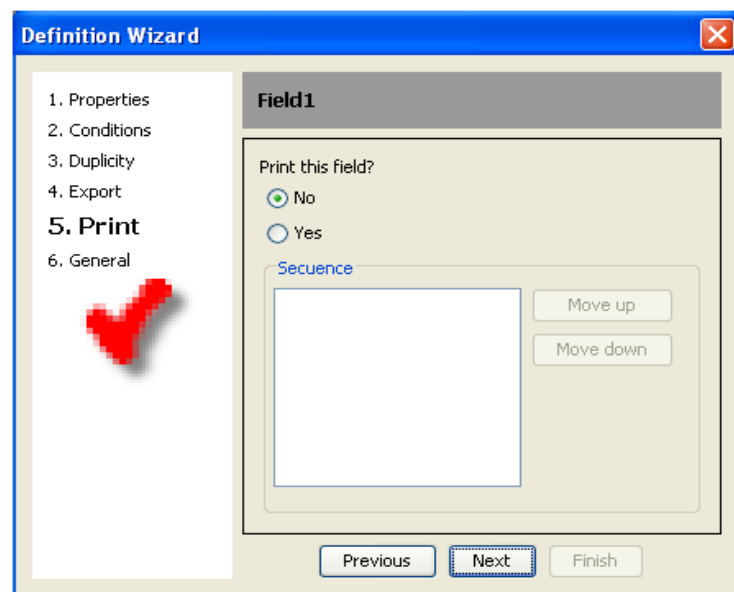 Definition Wizard
1. Properties
2. Conditions
3. Duplicity
4. Export
5. Print
6. General
Field1
Print this field?
No
Yes
Secuence
Move up
Move down
Previous
Next
Finish